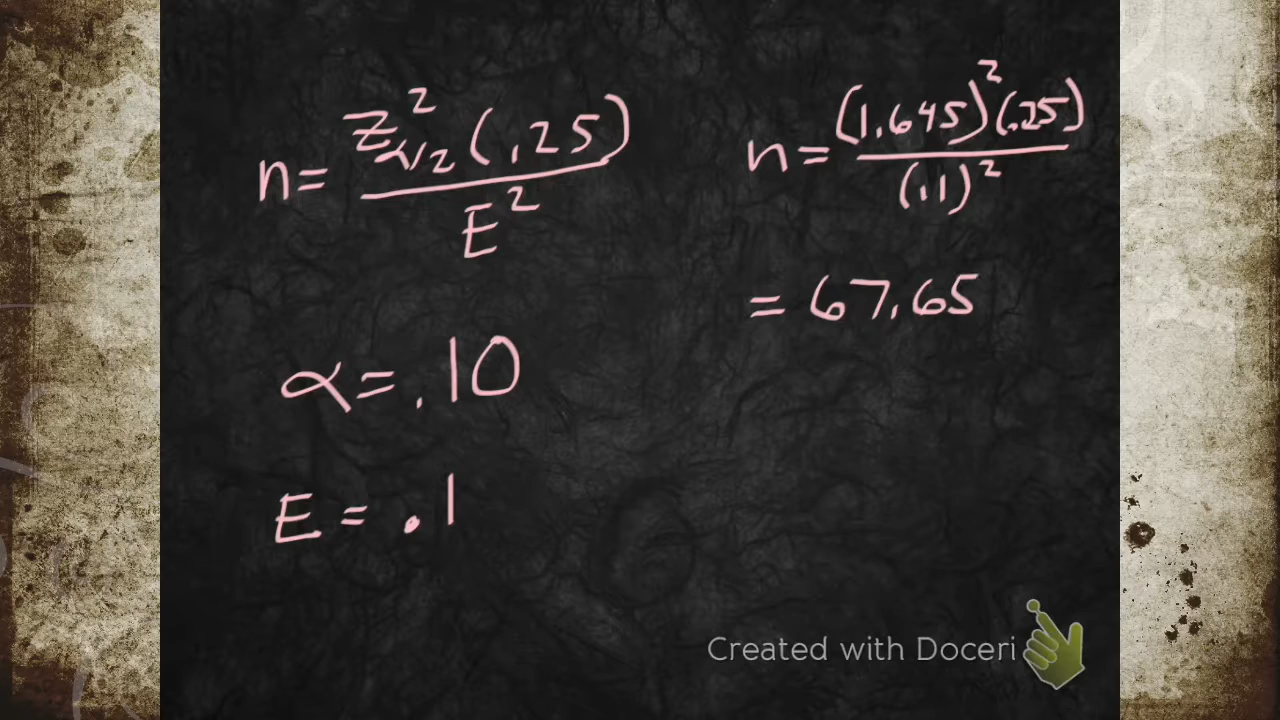 n= z²α/2 (.25) / E²
α=.10
E = .1
n= (1.645)²(.25) / (.1)²
= 67.65
Created with Doceri